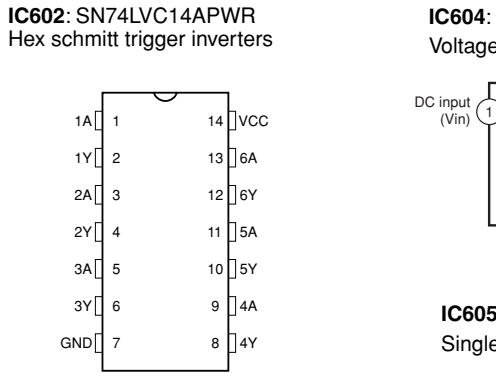 IC602: SN74LVC14APWR
Hex schmitt trigger inverters
1A 1 14 VCC
1Y 2 13 6A
2A 3 12 6Y
2Y 4 11 5A
3A 5 10 5Y
3Y 6 9 4A
GND 7 8 4Y
IC604:
Voltage
DC input
(Vin) 1
IC605
Single